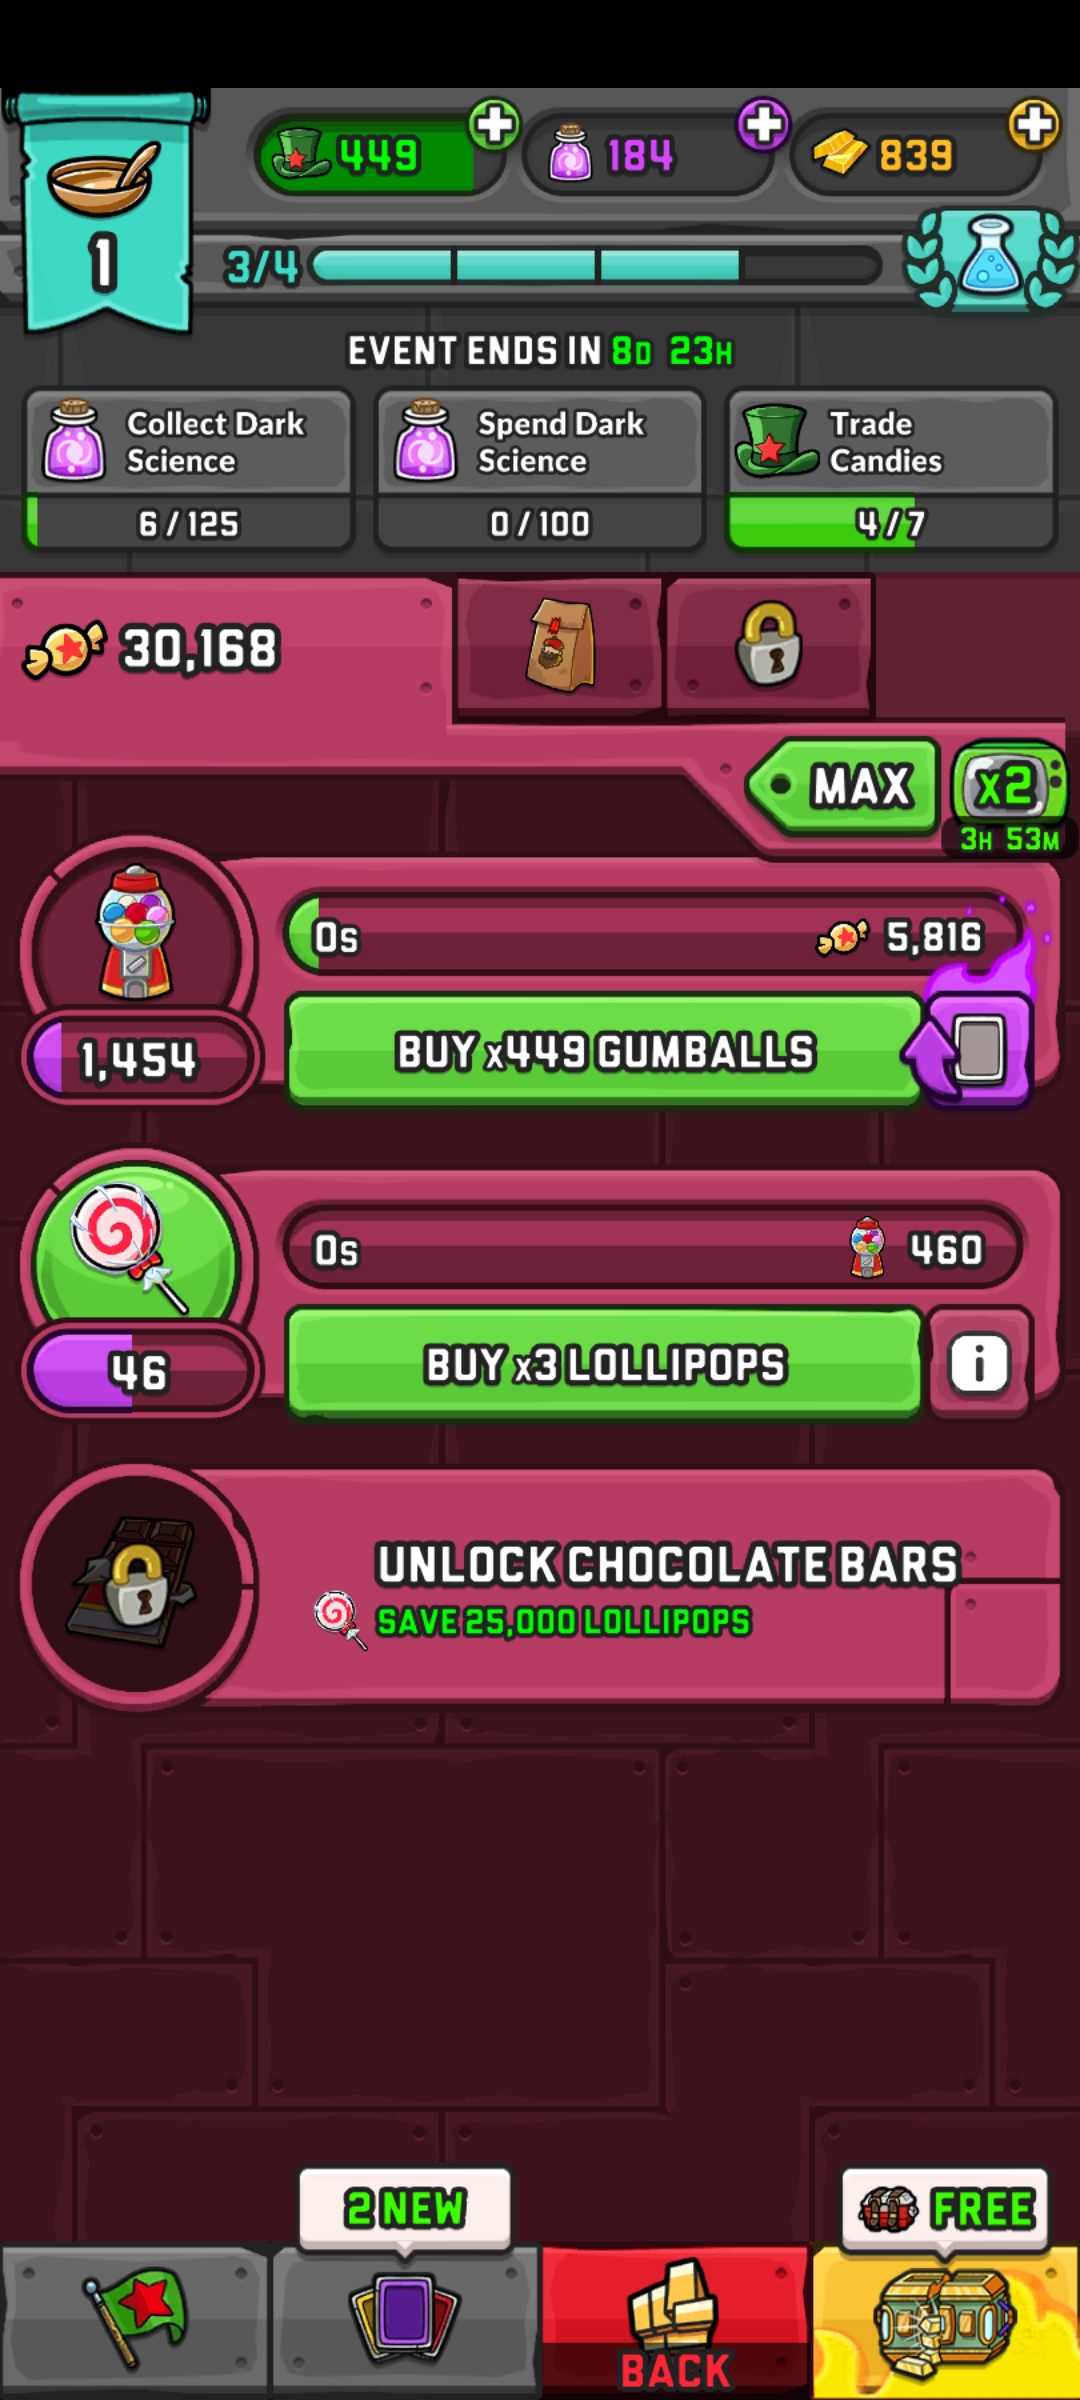 449
184
839
1
3/4
EVENT ENDS IN 8D 23H
Collect Dark
Science
6 / 125
Spend Dark
Science
0 / 100
Trade
Candies
4 / 7
30,168
MAX
x2
3H 53M
0s
5,816
1,454
BUY x449 GUMBALLS
0s
460
46
BUY x3 LOLLIPOPS
i
UNLOCK CHOCOLATE BARS
SAVE 25,000 LOLLIPOPS
2 NEW
FREE
BACK